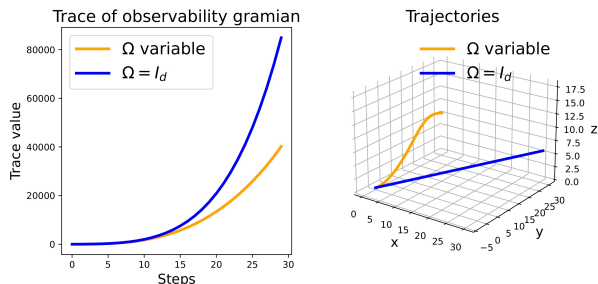 Trace of observability gramian
Ω variable
Ω = I_d
80000
60000
40000
20000
0
0 5 10 15 20 25 30
Trace value
Steps
Trajectories
Ω variable
Ω = I_d
17.5
15.0
12.5
10.0
7.5
5.0
2.5
0.0
z
0 5 10 15 20 25 30
x
−5 0 5 10 15 20 25 30
y